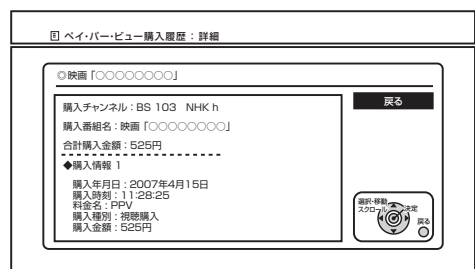 ペイ・パー・ビュー購入履歴：詳細
◎映画「○○○○○○○○」
購入チャンネル：BS 103 NHK h
戻る
購入番組名：映画「○○○○○○○○」
合計購入金額：525円
◆購入情報 1
購入年月日：2007年4月15日
購入時刻：11:28:25
料金名：PPV
購入種別：視聴購入
購入金額：525円
選択・移動
スクロール 決定
戻る